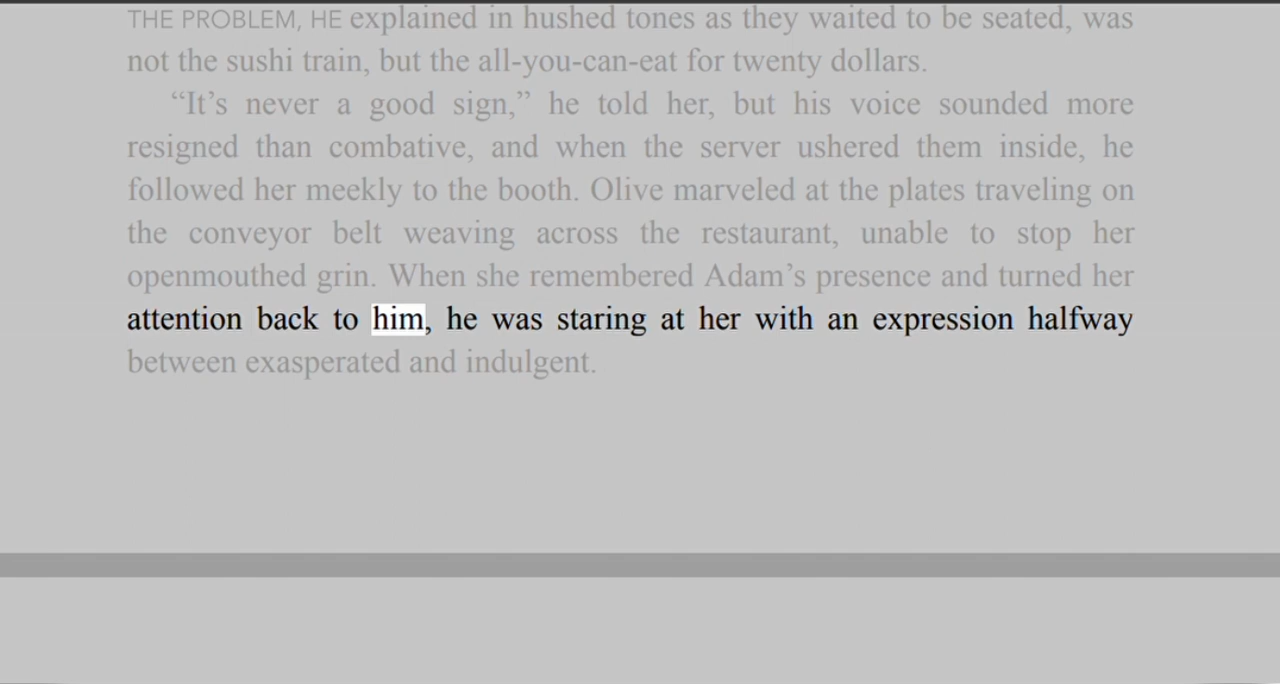 THE PROBLEM, HE explained in hushed tones as they waited to be seated, was
not the sushi train, but the all-you-can-eat for twenty dollars.
“It’s never a good sign,” he told her, but his voice sounded more
resigned than combative, and when the server ushered them inside, he
followed her meekly to the booth. Olive marveled at the plates traveling on
the conveyor belt weaving across the restaurant, unable to stop her
openmouthed grin. When she remembered Adam’s presence and turned her
attention back to him, he was staring at her with an expression halfway
between exasperated and indulgent.